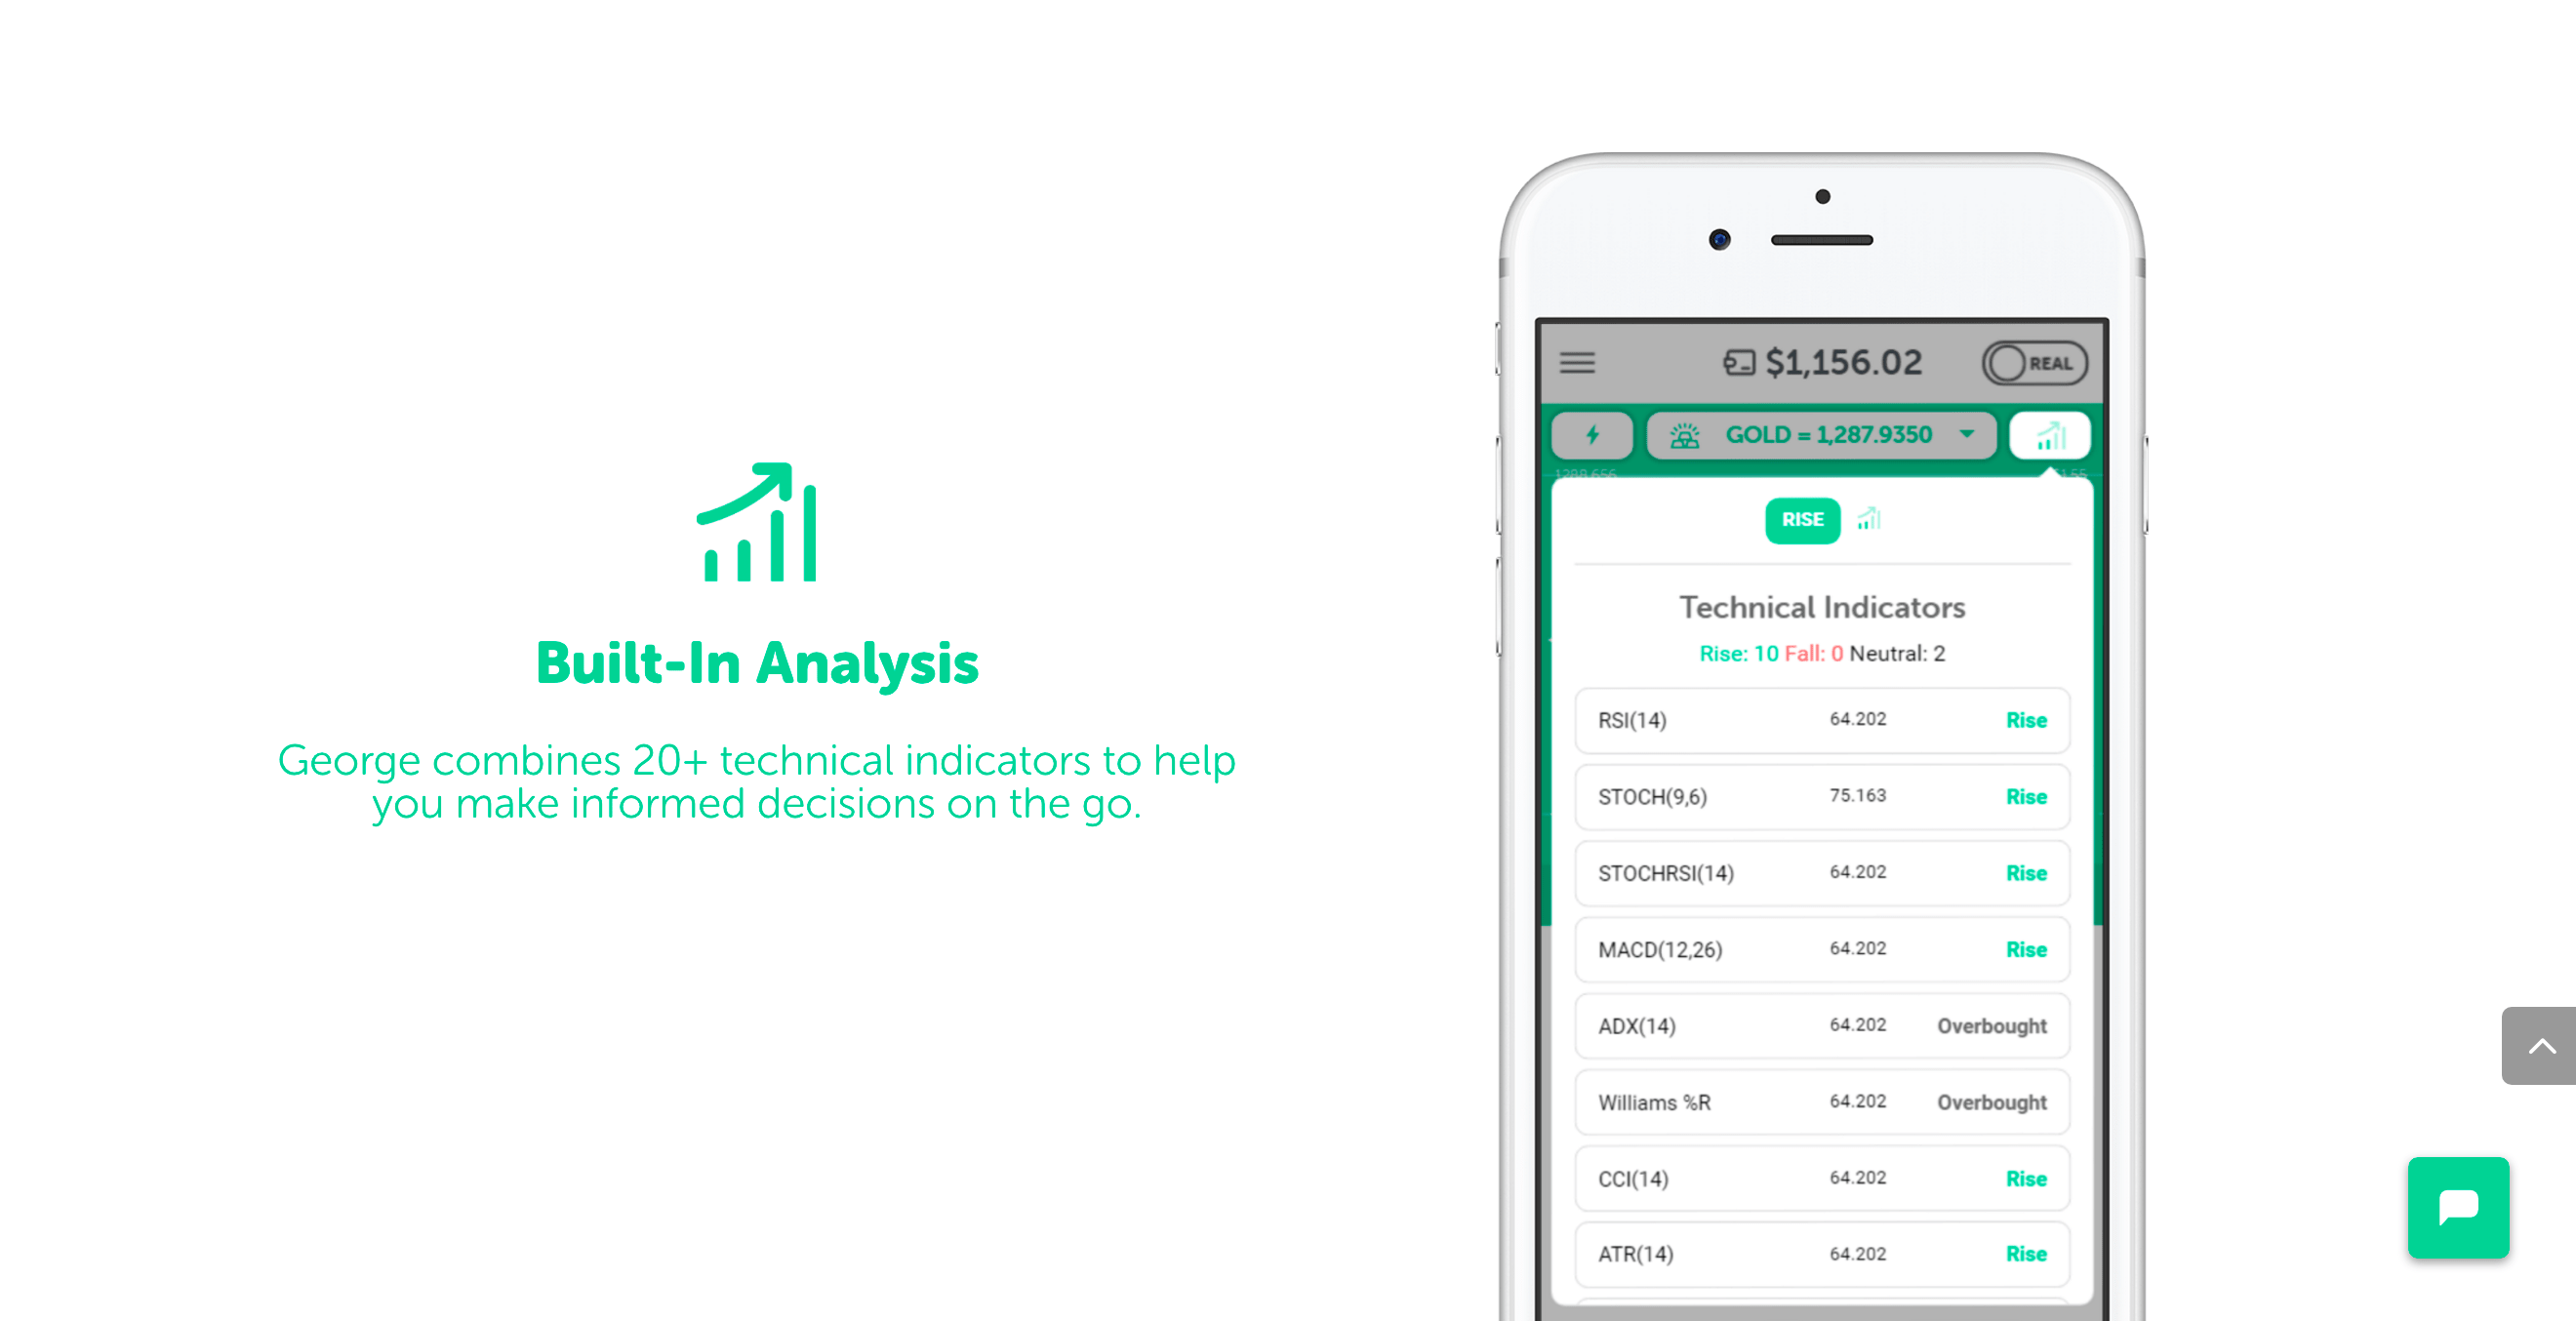 Built-In Analysis
George combines 20+ technical indicators to help
you make informed decisions on the go.
$1,156.02
REAL
GOLD = 1,287.9350
1288.656
RISE
Technical Indicators
Rise: 10 Fall: 0 Neutral: 2
RSI(14) 64.202 Rise
STOCH(9,6) 75.163 Rise
STOCHRSI(14) 64.202 Rise
MACD(12,26) 64.202 Rise
ADX(14) 64.202 Overbought
Williams %R 64.202 Overbought
CCI(14) 64.202 Rise
ATR(14) 64.202 Rise